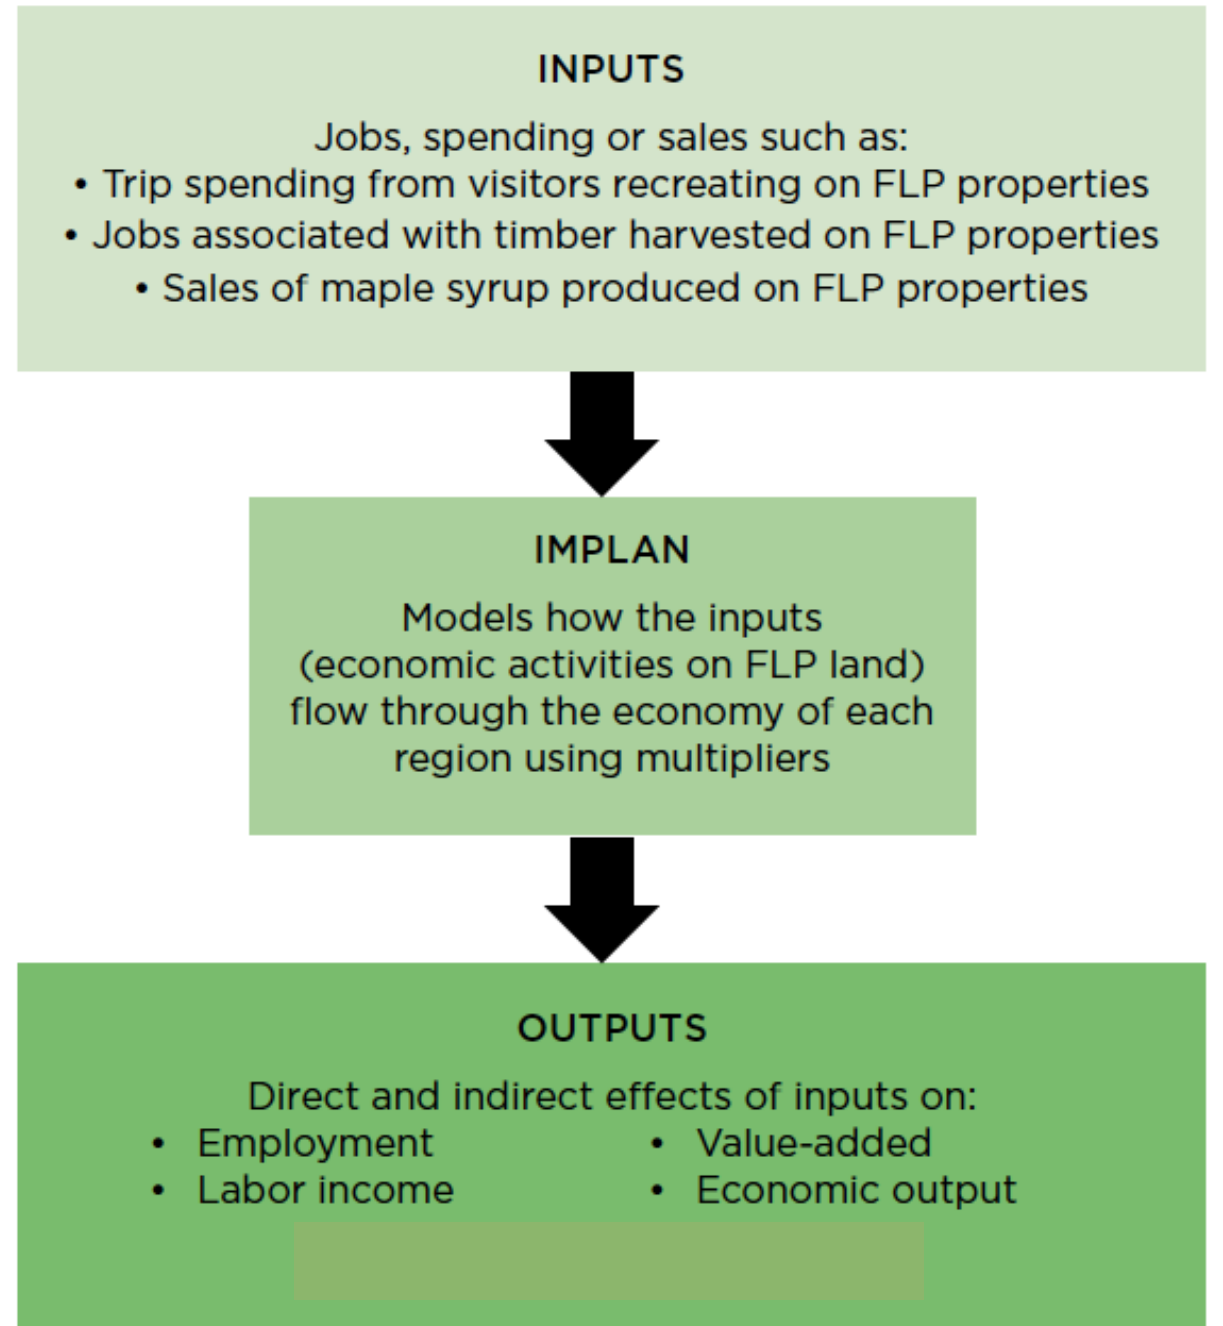 INPUTS
Jobs, spending or sales such as:
• Trip spending from visitors recreating on FLP properties
• Jobs associated with timber harvested on FLP properties
• Sales of maple syrup produced on FLP properties
IMPLAN
Models how the inputs
(economic activities on FLP land)
flow through the economy of each
region using multipliers
OUTPUTS
Direct and indirect effects of inputs on:
• Employment
• Labor income
• Value-added
• Economic output